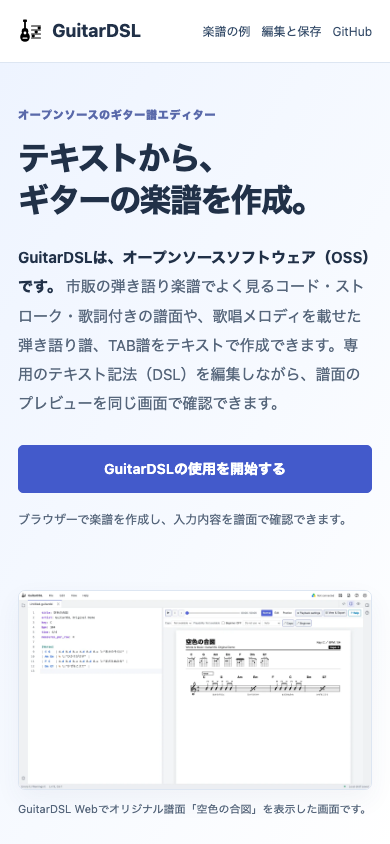 GuitarDSL
楽譜の例 編集と保存 GitHub
オープンソースのギター譜エディター
テキストから、
ギターの楽譜を作成。
GuitarDSLは、オープンソースソフトウェア（OSS）
です。 市販の弾き語り楽譜でよく見るコード・スト
ローク・歌詞付きの譜面や、歌唱メロディを載せた
弾き語り譜、TAB譜をテキストで作成できます。専
用のテキスト記法（DSL）を編集しながら、譜面の
プレビューを同じ画面で確認できます。
GuitarDSLの使用を開始する
ブラウザーで楽譜を作成し、入力内容を譜面で確認できます。
空色の合図
GuitarDSL Webでオリジナル譜面「空色の合図」を表示した画面です。